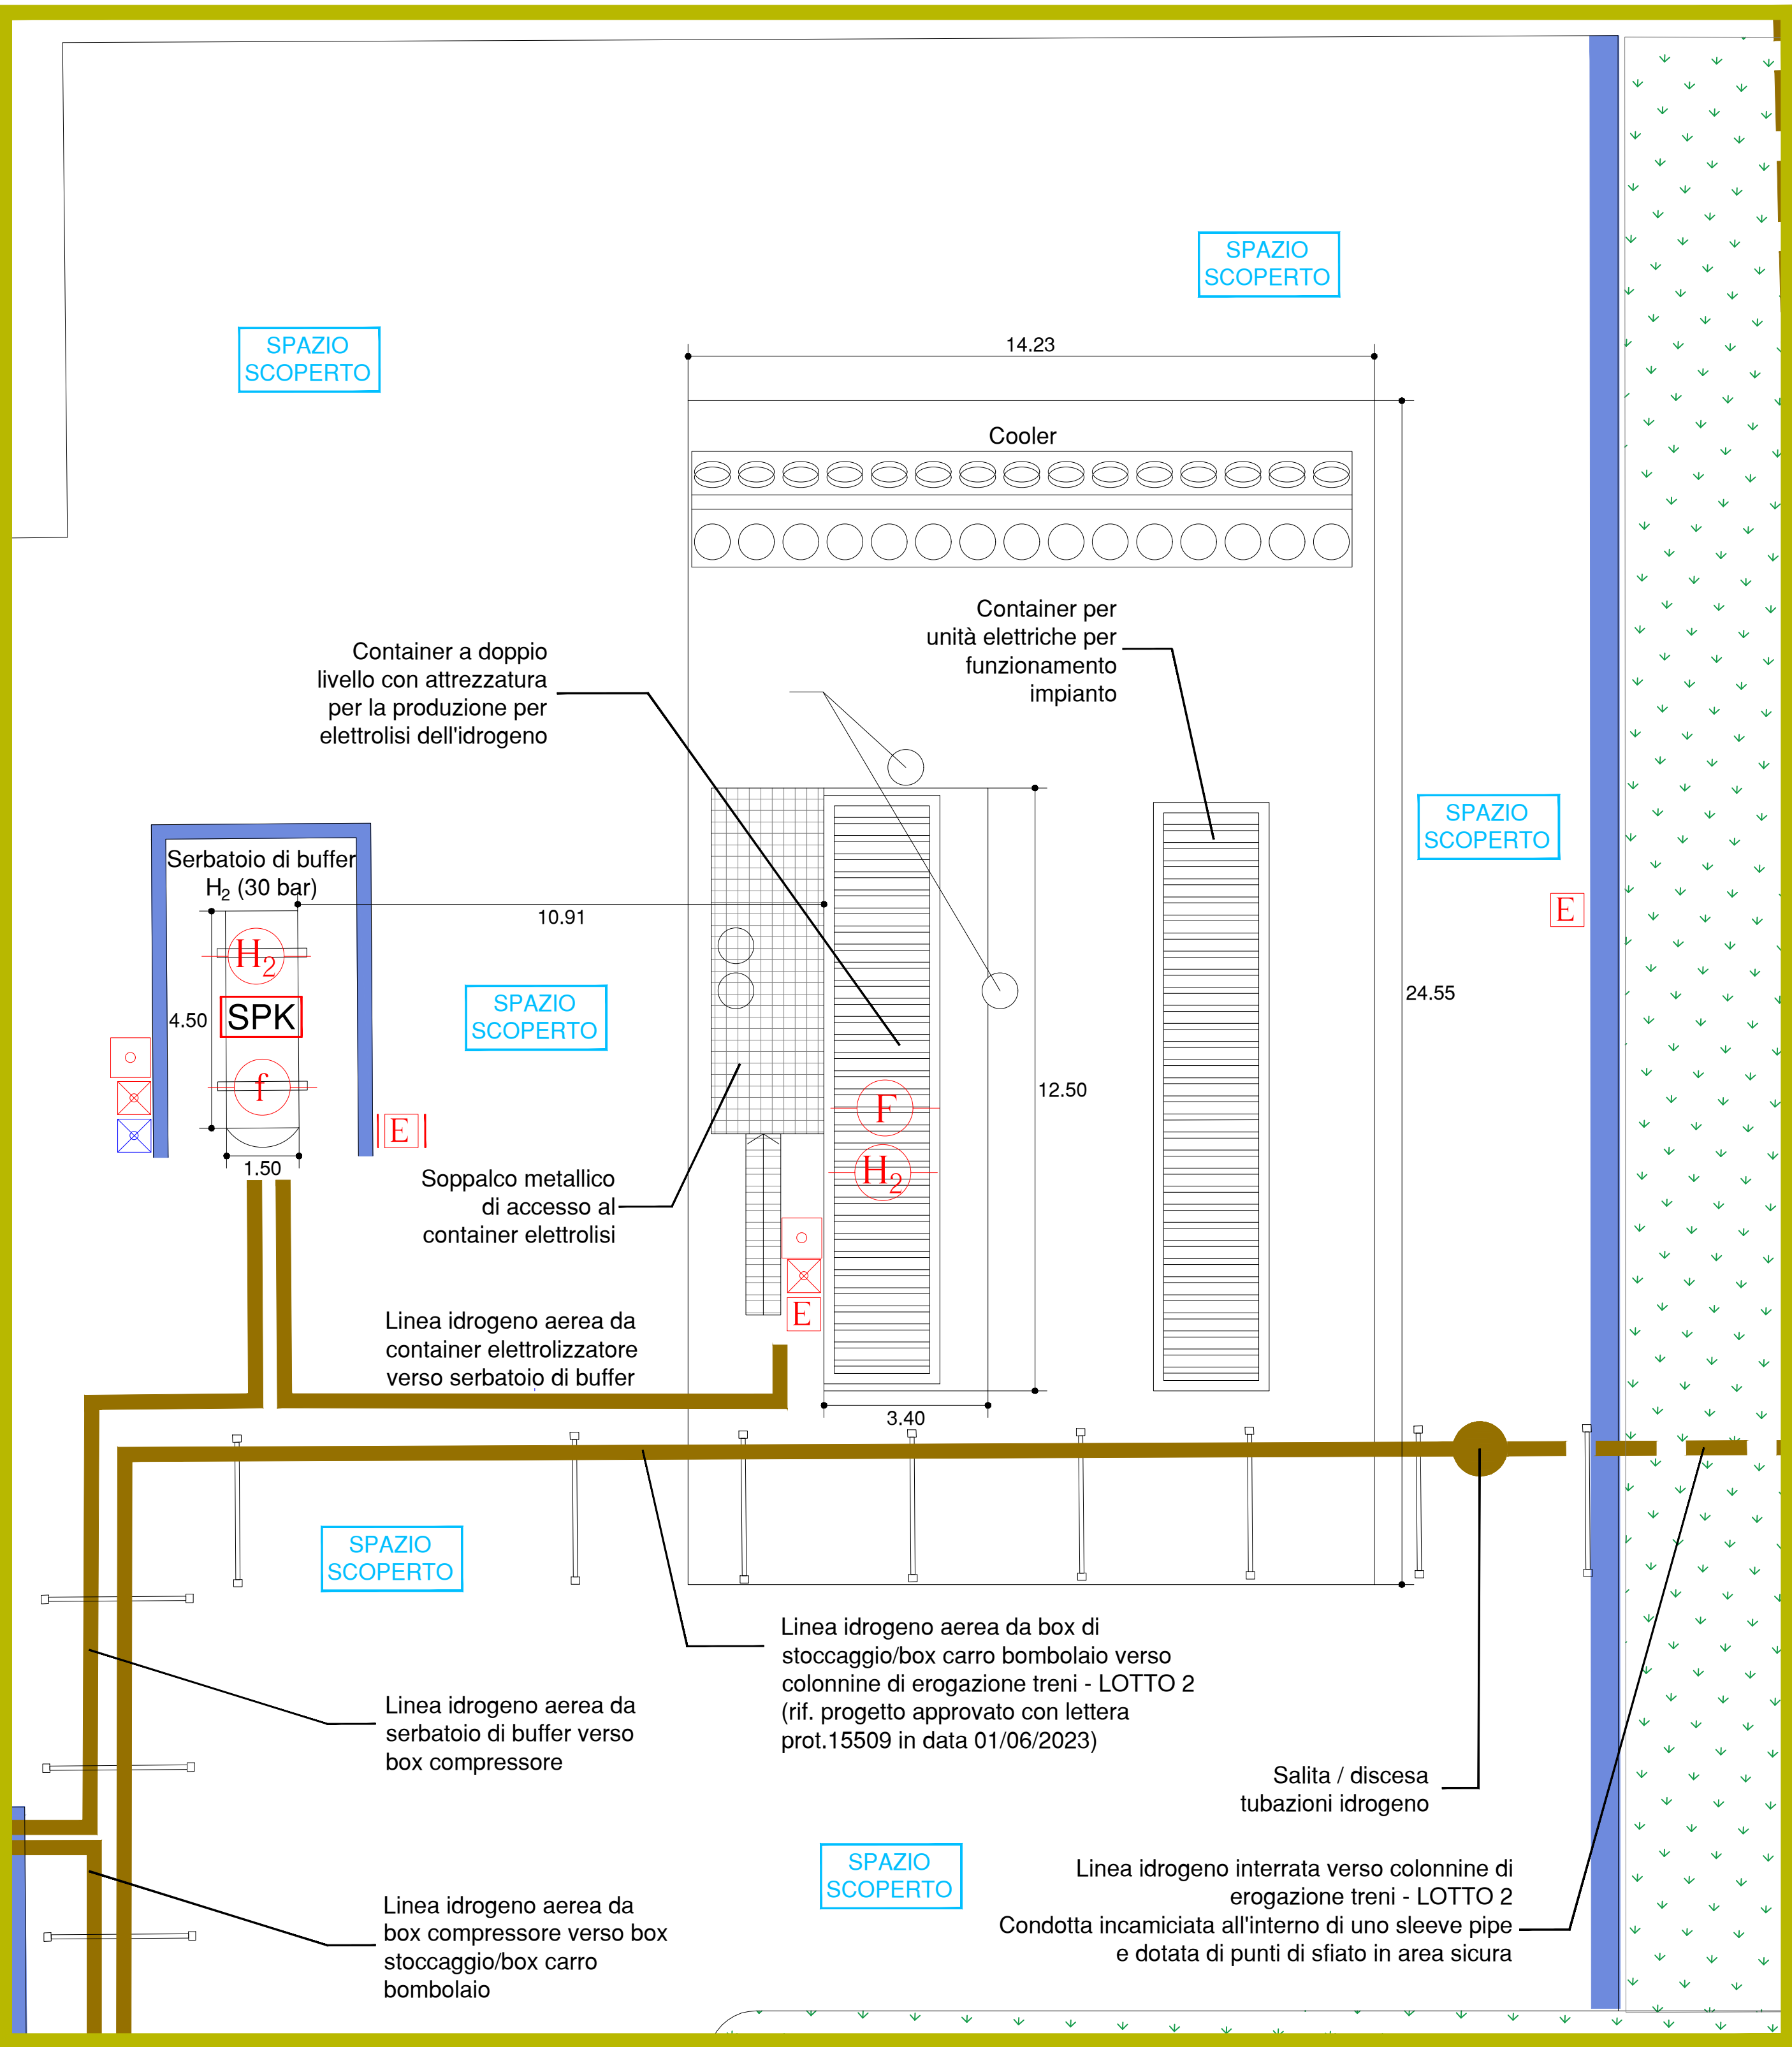 SPAZIO
SCOPERTO
SPAZIO
SCOPERTO
14.23
Cooler
Container per
unità elettriche per
funzionamento
impianto
Container a doppio
livello con attrezzatura
per la produzione per
elettrolisi dell'idrogeno
SPAZIO
SCOPERTO
Serbatoio di buffer
H₂ (30 bar)
10.91
E
H₂
SPAZIO
SCOPERTO
24.55
4.50
SPK
f
12.50
F
E
1.50
H₂
Soppalco metallico
di accesso al
container elettrolisi
E
Linea idrogeno aerea da
container elettrolizzatore
verso serbatoio di buffer
3.40
SPAZIO
SCOPERTO
Linea idrogeno aerea da box di
stoccaggio/box carro bombolaio verso
colonnine di erogazione treni - LOTTO 2
(rif. progetto approvato con lettera
prot.15509 in data 01/06/2023)
Linea idrogeno aerea da
serbatoio di buffer verso
box compressore
Salita / discesa
tubazioni idrogeno
SPAZIO
SCOPERTO
Linea idrogeno interrata verso colonnine di
erogazione treni - LOTTO 2
Condotta incamiciata all'interno di uno sleeve pipe
e dotata di punti di sfiato in area sicura
Linea idrogeno aerea da
box compressore verso box
stoccaggio/box carro
bombolaio